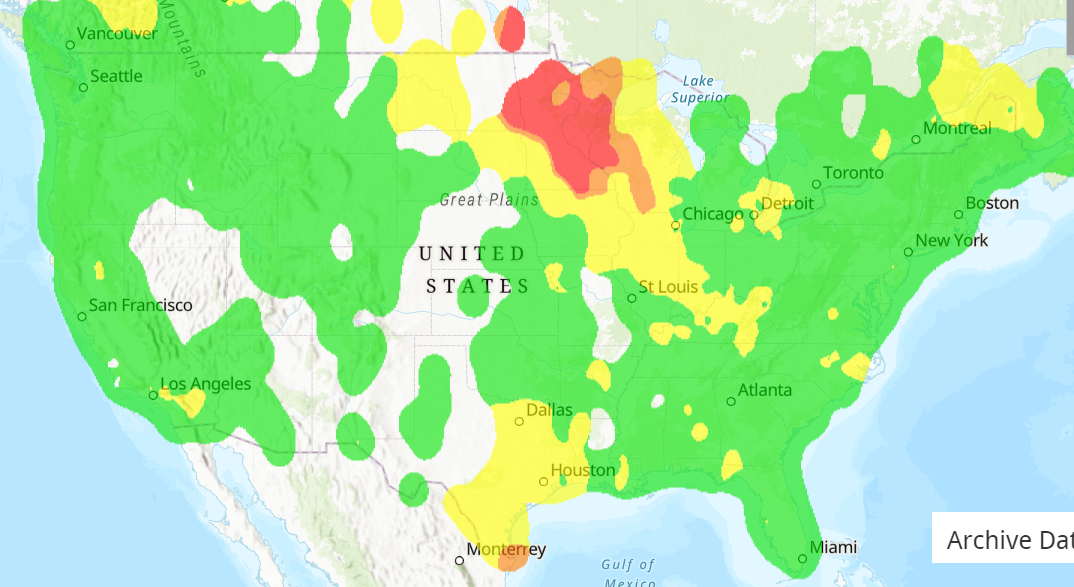 Mountains
Vancouver
Seattle
Lake
Superior
Montreal
Toronto
Great Plains
Chicago
Detroit
Boston
New York
UNITED
STATES
St Louis
San Francisco
Los Angeles
Atlanta
Dallas
Houston
Monterrey
Miami
Archive Dat
Gulf of
Mexico